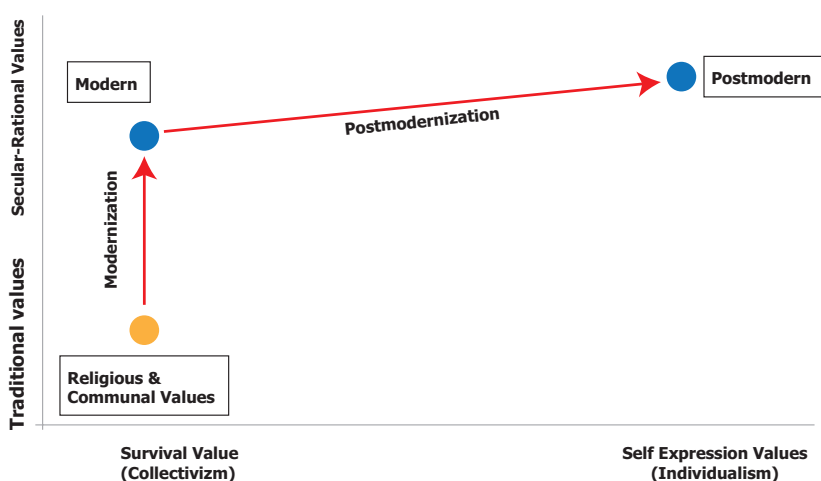 Secular-Rational Values
Traditional values
Modern
Postmodern
Postmodernization
Modernization
Religious &
Communal Values
Survival Value
(Collectivizm)
Self Expression Values
(Individualism)